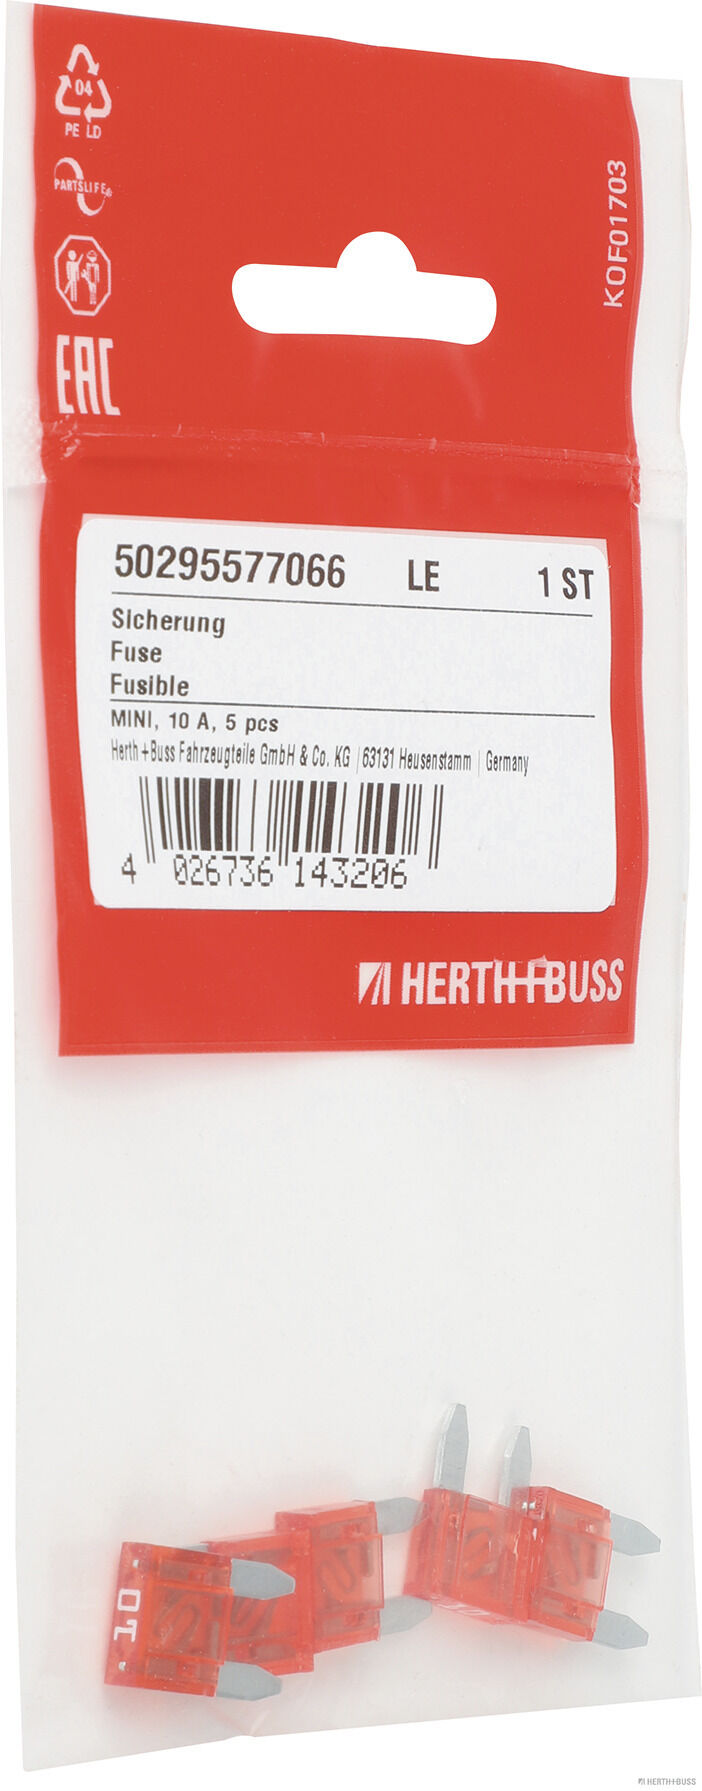 04
PE LD
PARTSLIFE®
EAC
KOF01703
50295577066 LE 1 ST
Sicherung
Fuse
Fusible
MINI, 10 A, 5 pcs
Herth+Buss Fahrzeugteile GmbH & Co. KG | 63131 Heusenstamm | Germany
4 026736 143206
HERTH+BUSS
10
HERTH+BUSS